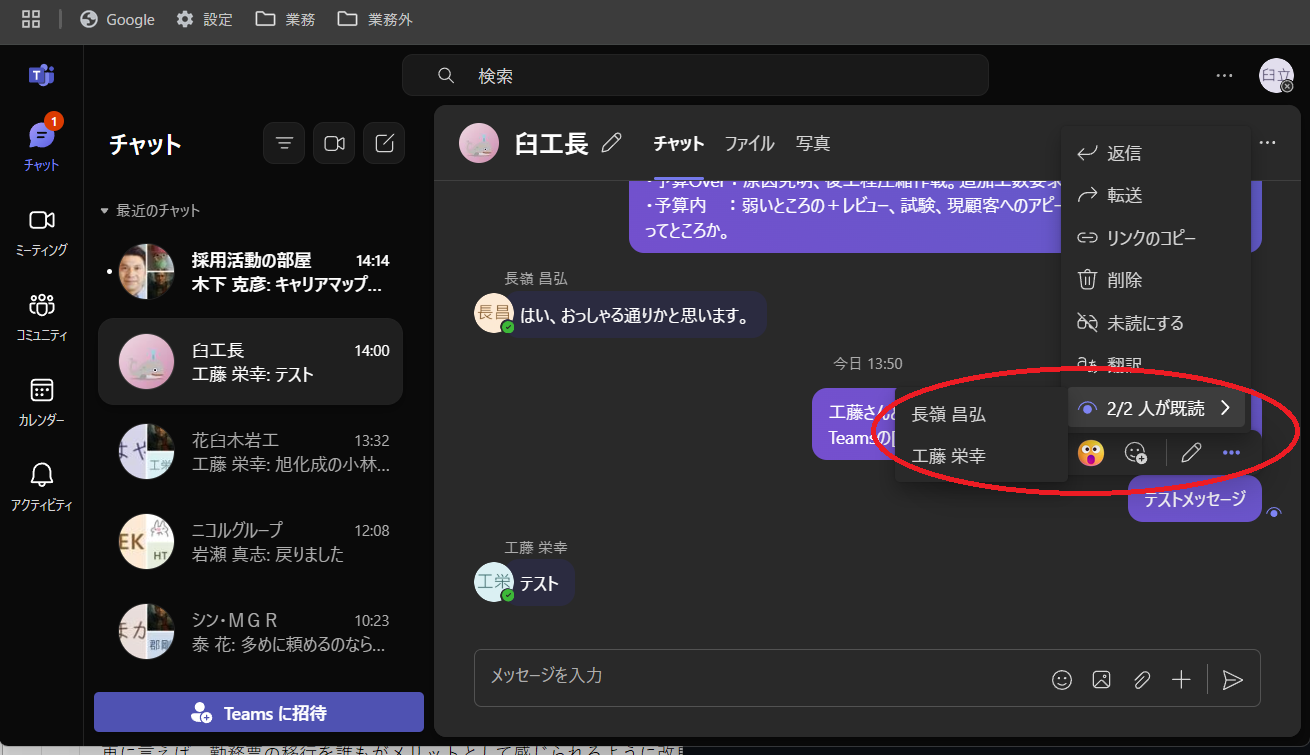 Google 設定 業務 業務外
検索
臼立
1
チャット
ミーティング
コミュニティ
カレンダー
アクティビティ
チャット
最近のチャット
採用活動の部屋 14:14
木下 克彦: キャリアマップ...
臼工長 14:00
工藤 栄幸: テスト
花臼木岩工 13:32
工藤 栄幸: 旭化成の小林...
ニコルグループ 12:08
岩瀬 真志: 戻りました
EK
HT
シン・ＭＧＲ 10:23
泰 花: 多めに頼めるのなら...
Teams に招待
臼工長 チャット ファイル 写真
・予算Over：原因究明、後工程圧縮作戦。追加工数要求
・予算内　：弱いところの＋レビュー、試験、現顧客へのアピー
ってところか。
長嶺 昌弘
長昌
はい、おっしゃる通りかと思います。
今日 13:50
工藤さん
Teamsの
テストメッセージ
工藤 栄幸
工栄
テスト
メッセージを入力
返信
転送
リンクのコピー
削除
未読にする
翻訳
2/2 人が既読
長嶺 昌弘
工藤 栄幸